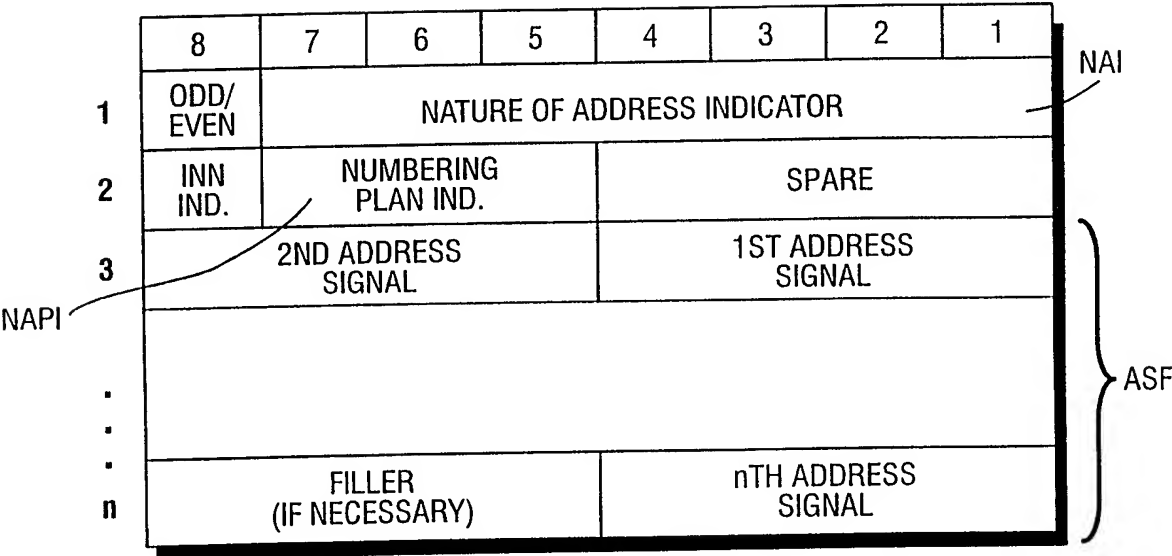 8 7 6 5 4 3 2 1
NAI
1 ODD/ NATURE OF ADDRESS INDICATOR
EVEN
2 INN NUMBERING SPARE
IND. PLAN IND.
3 2ND ADDRESS 1ST ADDRESS
SIGNAL SIGNAL
NAPI
ASF
n FILLER nTH ADDRESS
(IF NECESSARY) SIGNAL